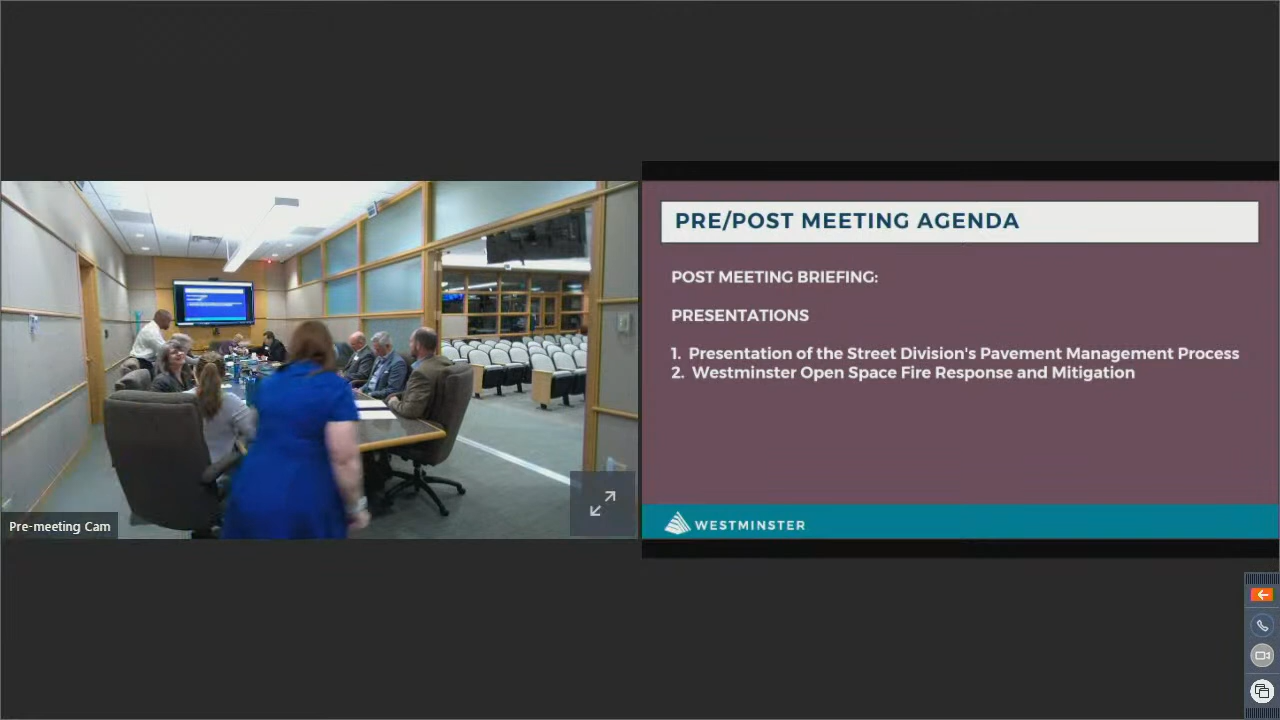 PRE/POST MEETING AGENDA
POST MEETING BRIEFING:
PRESENTATIONS
1. Presentation of the Street Division's Pavement Management Process
2. Westminster Open Space Fire Response and Mitigation
WESTMINSTER
Pre-meeting Cam